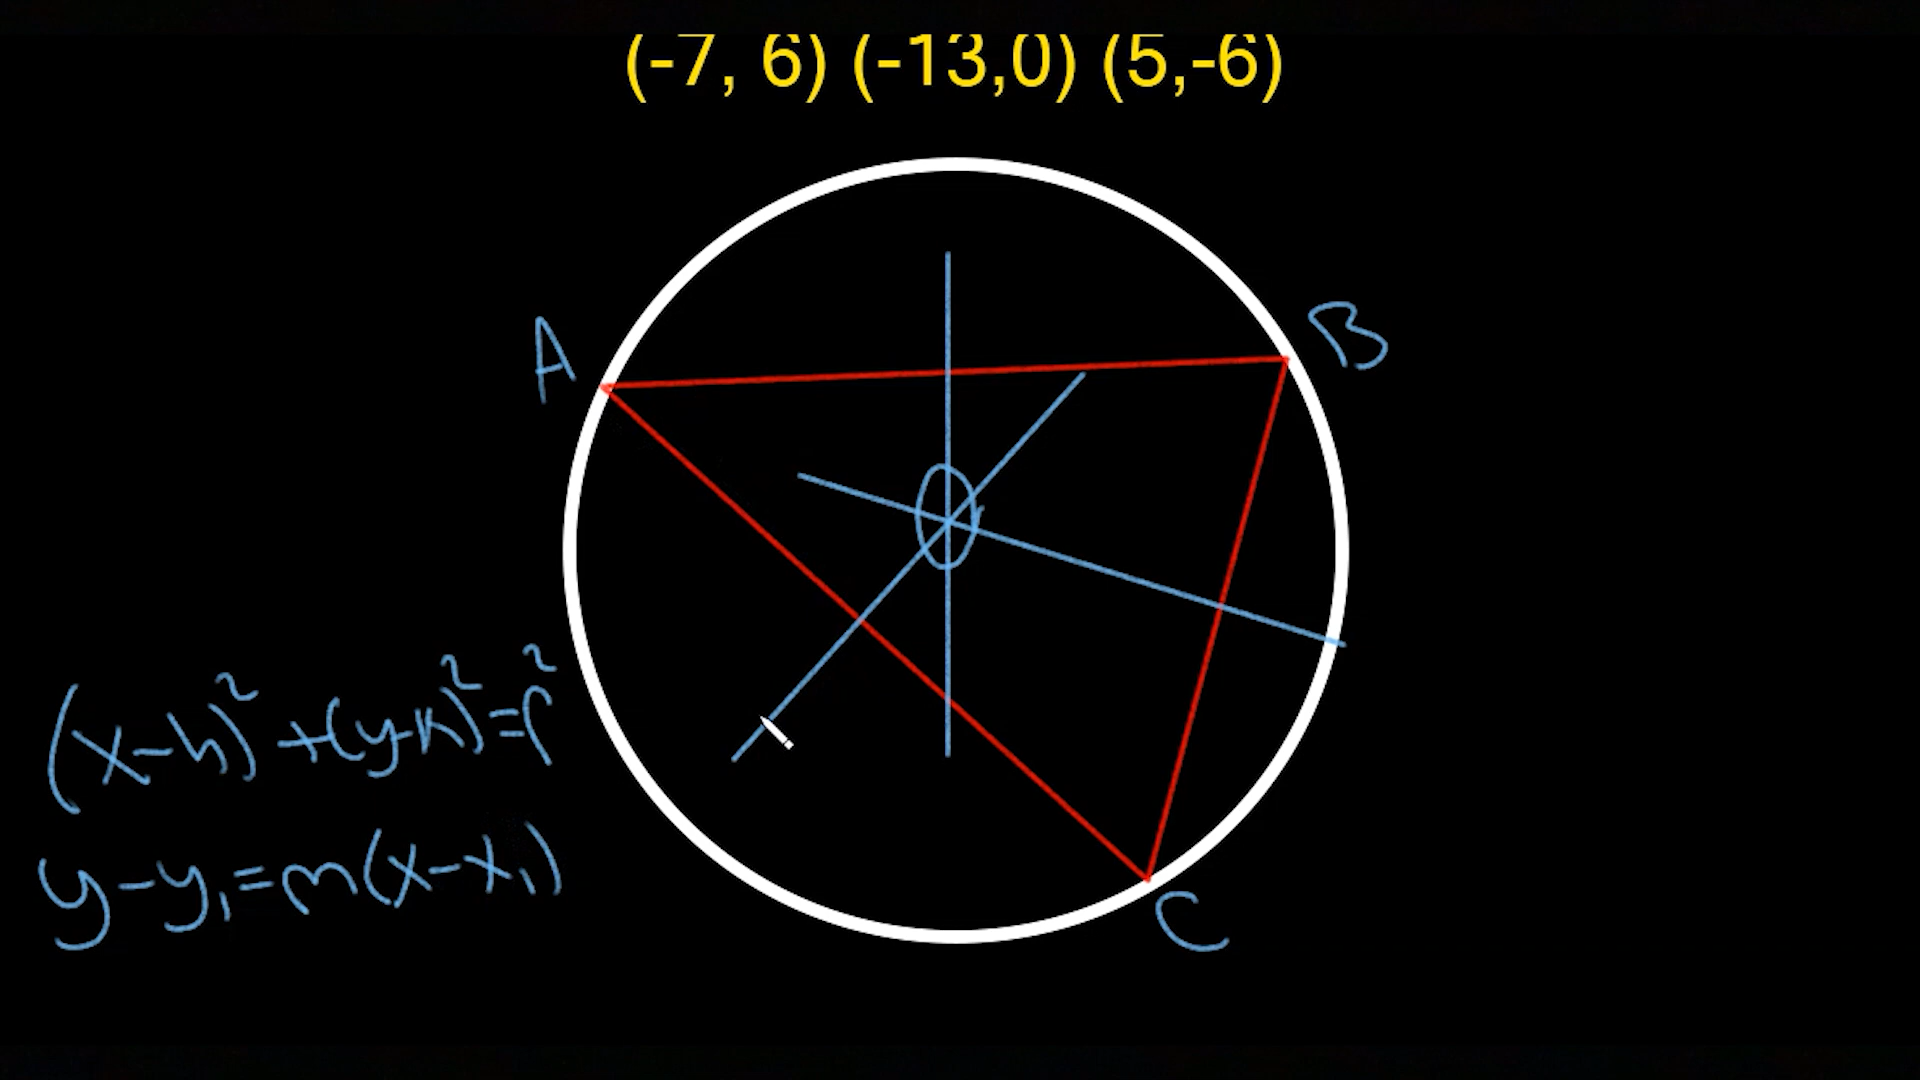 (-7, 6) (-13,0) (5,-6)
A
B
(x-h)²+(y-k)²=r²
y-y₁=m(x-x₁)
C